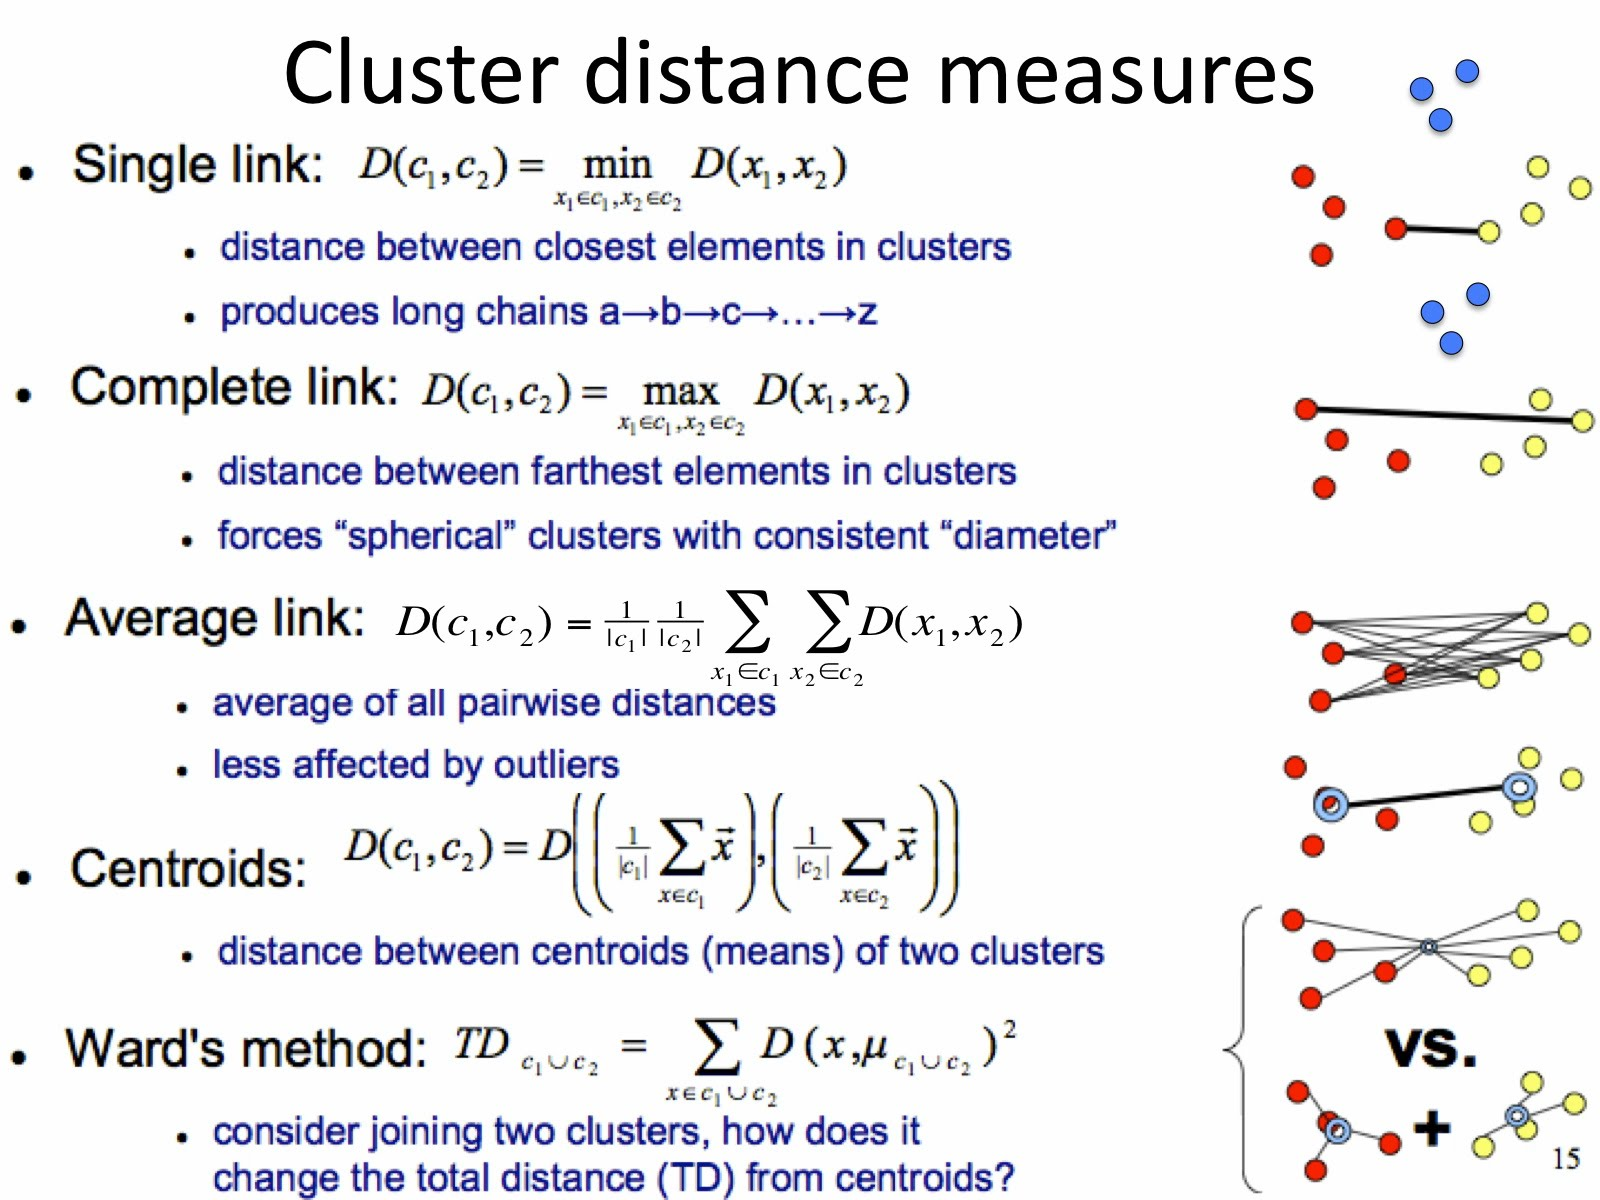 Cluster distance measures
• Single link: D(c₁,c₂) = min x₁∈c₁,x₂∈c₂ D(x₁,x₂)
• distance between closest elements in clusters
• produces long chains a→b→c→…→z
• Complete link: D(c₁,c₂) = max x₁∈c₁,x₂∈c₂ D(x₁,x₂)
• distance between farthest elements in clusters
• forces “spherical” clusters with consistent “diameter”
• Average link: D(c₁,c₂) = 1/|c₁| 1/|c₂| ∑ x₁∈c₁ ∑ x₂∈c₂ D(x₁,x₂)
• average of all pairwise distances
• less affected by outliers
• Centroids: D(c₁,c₂) = D((1/|c₁| ∑ x∈c₁ x⃗),(1/|c₂| ∑ x∈c₂ x⃗))
• distance between centroids (means) of two clusters
• Ward's method: TD c₁∪c₂ = ∑ x∈c₁∪c₂ D(x,μ c₁∪c₂)²
• consider joining two clusters, how does it
change the total distance (TD) from centroids?
vs.
+
15